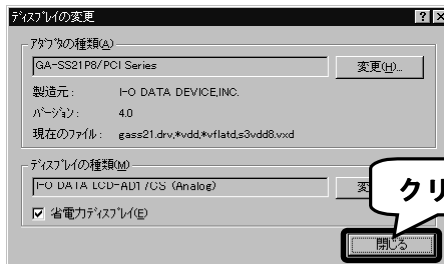 ﾃﾞｨｽﾌﾟﾚｲの変更
ｱﾀﾞﾌﾟﾀの種類(A)
GA-SS21P8/PCI Series
変更(H)...
製造元： I-O DATA DEVICE,INC.
ﾊﾞｰｼﾞｮﾝ： 4.0
現在のﾌｧｲﾙ： gass21.drv,*vdd,*vflatd,s3vdd8.vxd
ﾃﾞｨｽﾌﾟﾚｲの種類(M)
I-O DATA LCD-AD17CS (Analog)
変
クリ
省電力ﾃﾞｨｽﾌﾟﾚｲ(E)
閉じる